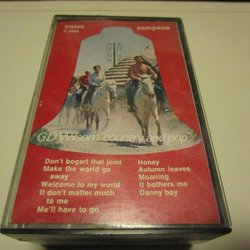 STEREO
campana
GD Wilson country and pop
Don't bogart that joint
Make the world go
away
Welcome to my world
It don't matter much
to me
Me'll have to go
Honey
Autumn leaves
Moaning
It bothers me
Danny boy